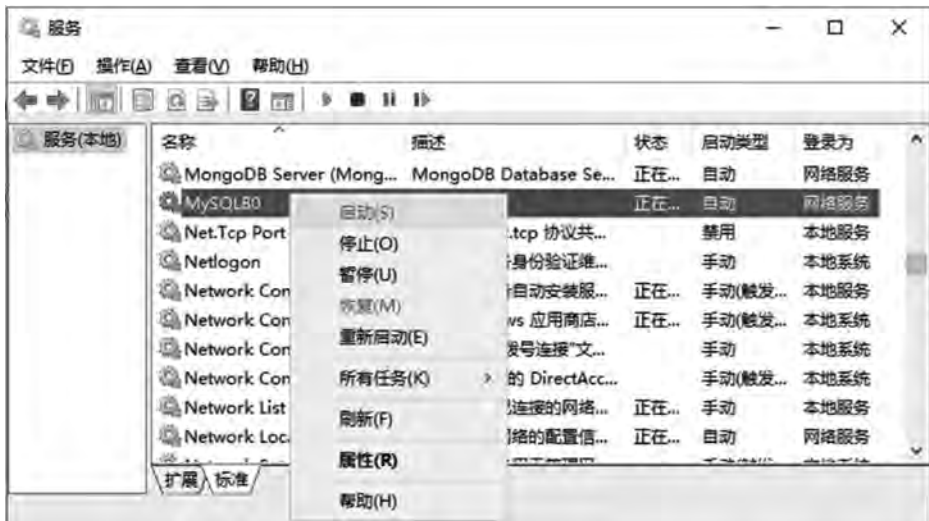 服务
文件(F) 操作(A) 查看(V) 帮助(H)
服务(本地)
名称 描述 状态 启动类型 登录为
MongoDB Server (Mong... MongoDB Database Se... 正在... 自动 网络服务
MySQL80 正在... 自动 网络服务
Net.Tcp Port .tcp 协议共... 禁用 本地服务
Netlogon 身份验证维... 手动 本地系统
Network Con 自动安装服... 正在... 手动(触发... 本地系统
Network Con ws 应用商店... 正在... 手动(触发... 本地系统
Network Con 拨号连接"文... 手动 本地系统
Network Con 的 DirectAcc... 手动(触发... 本地系统
Network List 连接的网络... 正在... 手动 本地服务
Network Loc 络的配置信... 正在... 自动 网络服务
启动(S)
停止(O)
暂停(U)
恢复(M)
重新启动(E)
所有任务(K)
刷新(F)
属性(R)
帮助(H)
扩展 标准